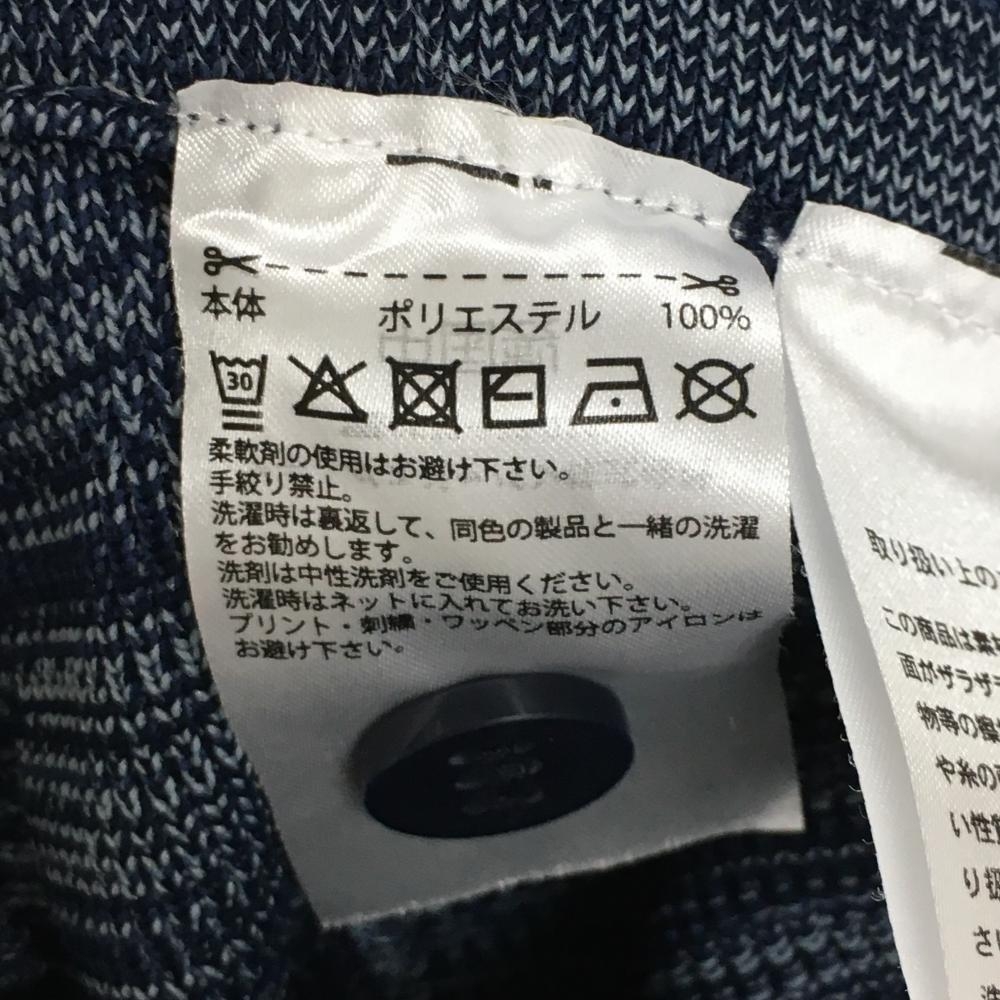 本体 ポリエステル 100%
30
柔軟剤の使用はお避け下さい。
手絞り禁止。
洗濯時は裏返して、同色の製品と一緒の洗濯
をお勧めします。
洗剤は中性洗剤をご使用ください。
洗濯時はネットに入れてお洗い下さい。
プリント・刺繍・ワッペン部分のアイロンは
お避け下さい。
取り扱い上の
この商品は素
面がザラザ
物等の
や糸の
い性
り扱
さい